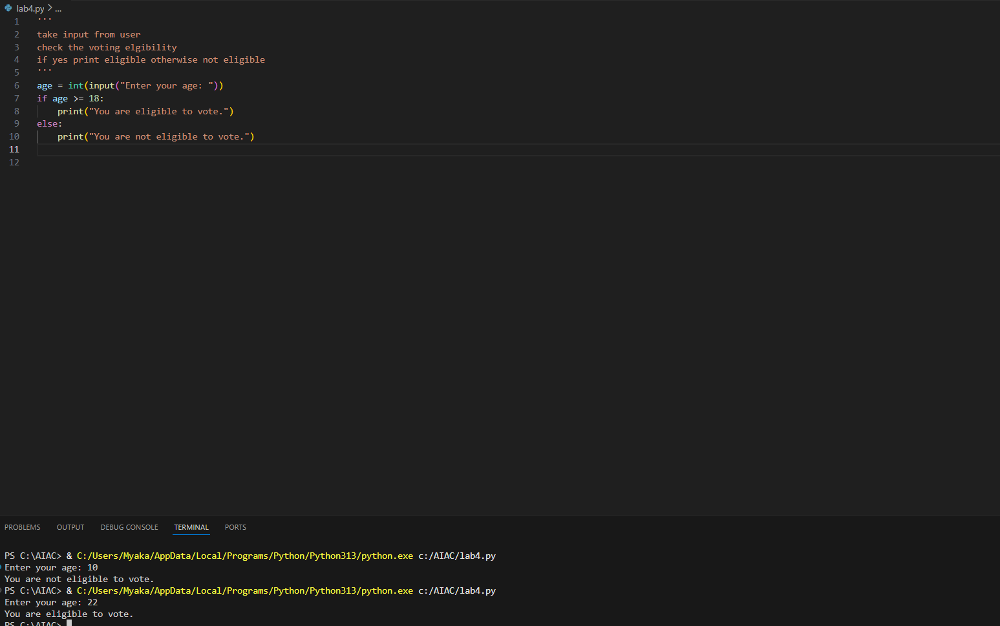 lab4.py > ...
1 '''
2 take input from user
3 check the voting elgibility
4 if yes print eligible otherwise not eligible
5 '''
6 age = int(input("Enter your age: "))
7 if age >= 18:
8     print("You are eligible to vote.")
9 else:
10     print("You are not eligible to vote.")
11
12
PROBLEMS OUTPUT DEBUG CONSOLE TERMINAL PORTS
PS C:\AIAC> & C:/Users/Myaka/AppData/Local/Programs/Python/Python313/python.exe c:/AIAC/lab4.py
Enter your age: 10
You are not eligible to vote.
PS C:\AIAC> & C:/Users/Myaka/AppData/Local/Programs/Python/Python313/python.exe c:/AIAC/lab4.py
Enter your age: 22
You are eligible to vote.
PS C:\AIAC>